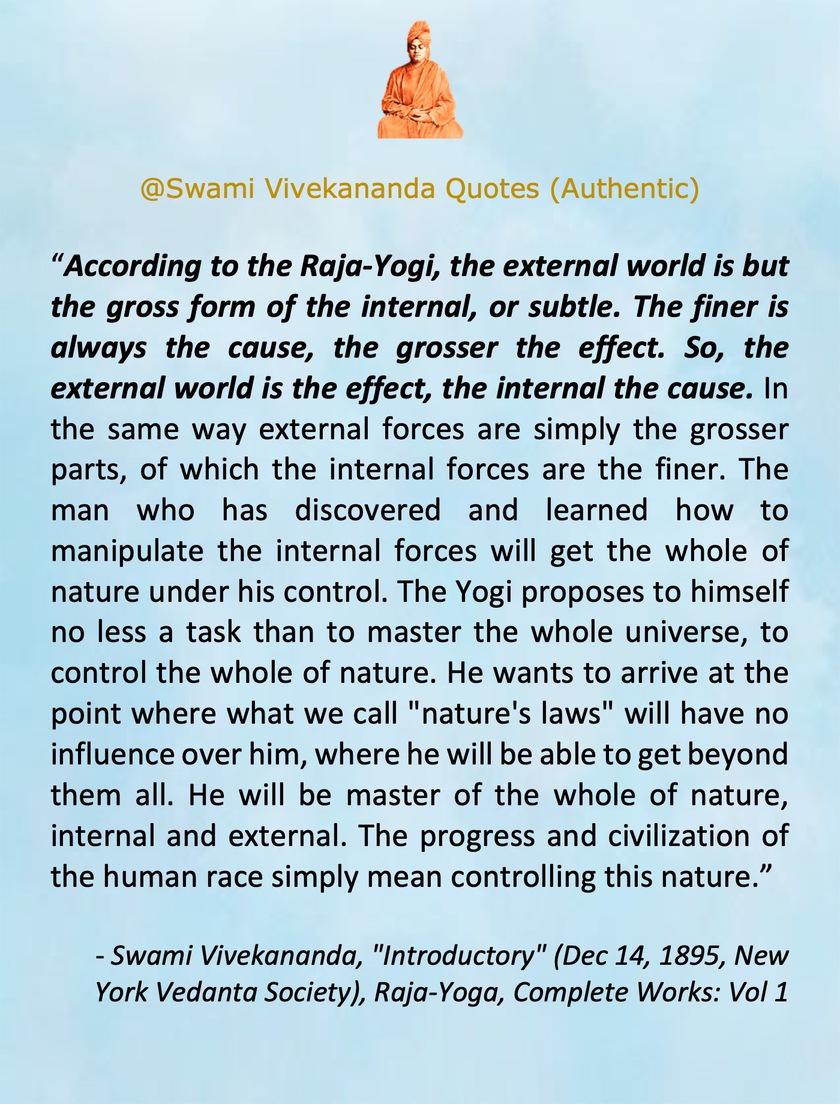 @Swami Vivekananda Quotes (Authentic)
“According to the Raja-Yogi, the external world is but
the gross form of the internal, or subtle. The finer is
always the cause, the grosser the effect. So, the
external world is the effect, the internal the cause. In
the same way external forces are simply the grosser
parts, of which the internal forces are the finer. The
man who has discovered and learned how to
manipulate the internal forces will get the whole of
nature under his control. The Yogi proposes to himself
no less a task than to master the whole universe, to
control the whole of nature. He wants to arrive at the
point where what we call "nature's laws" will have no
influence over him, where he will be able to get beyond
them all. He will be master of the whole of nature,
internal and external. The progress and civilization of
the human race simply mean controlling this nature.”
- Swami Vivekananda, "Introductory" (Dec 14, 1895, New
York Vedanta Society), Raja-Yoga, Complete Works: Vol 1